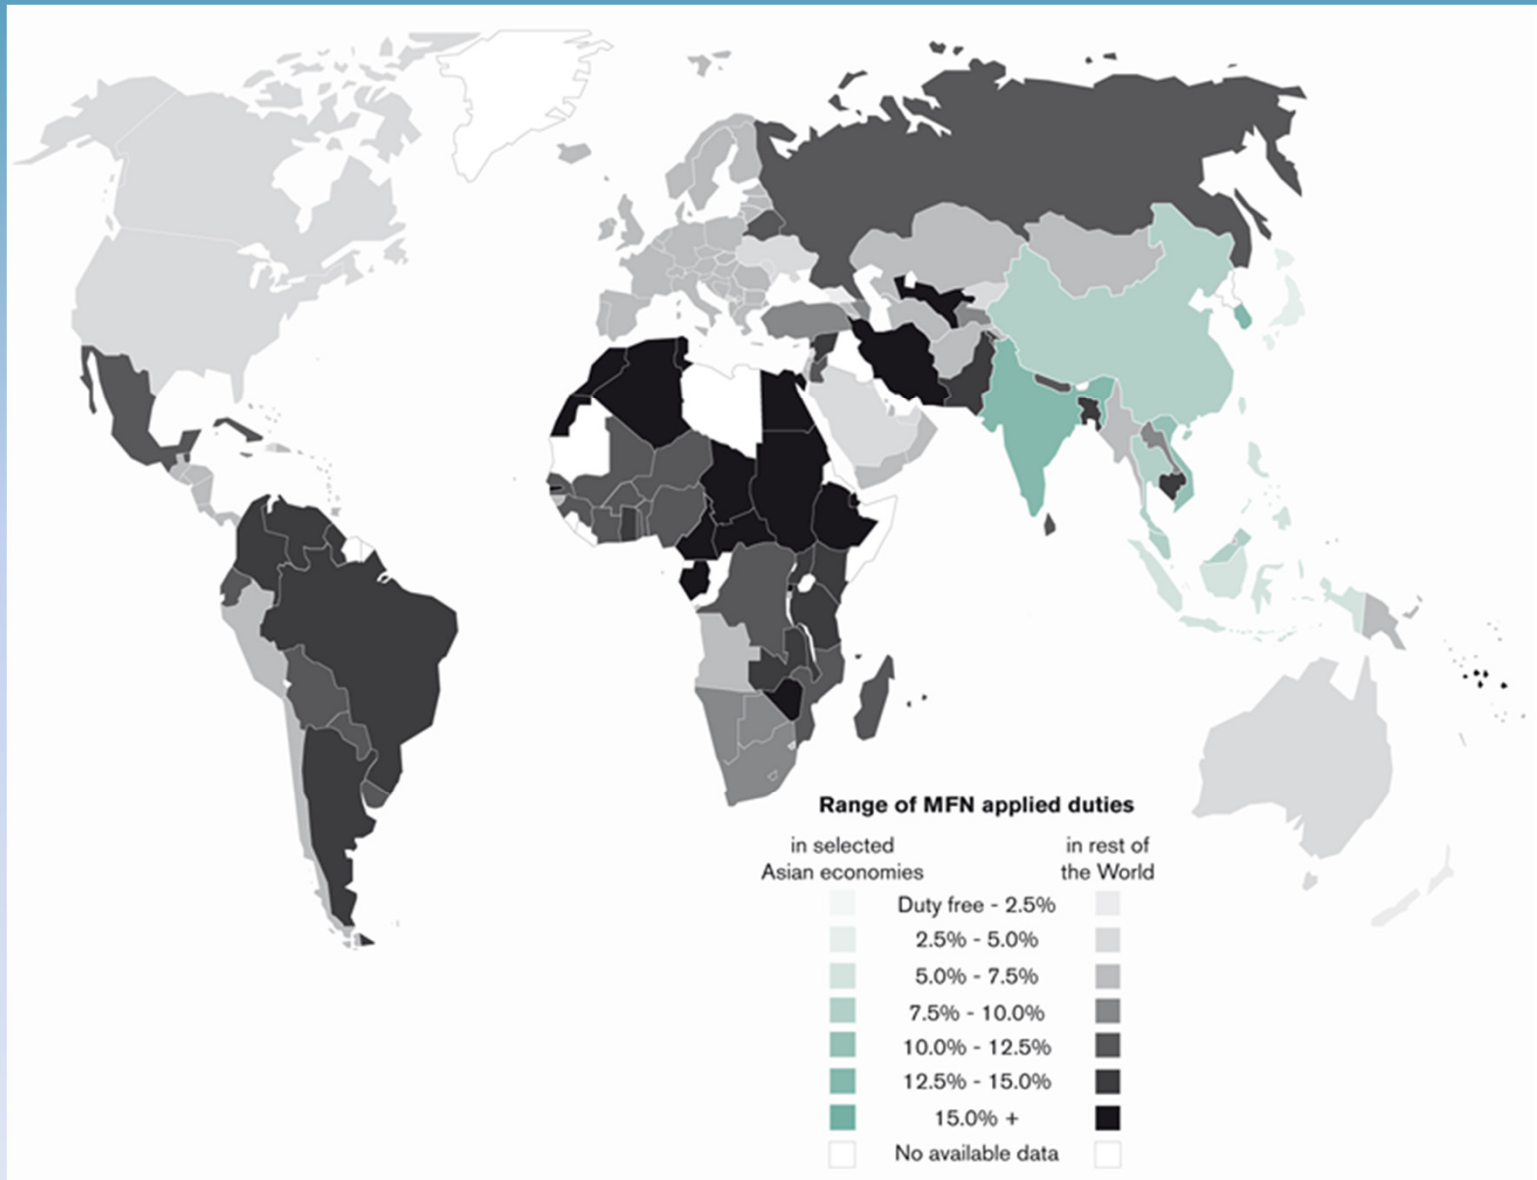 Range of MFN applied duties
in selected
Asian economies
in rest of
the World
Duty free - 2.5%
2.5% - 5.0%
5.0% - 7.5%
7.5% - 10.0%
10.0% - 12.5%
12.5% - 15.0%
15.0% +
No available data